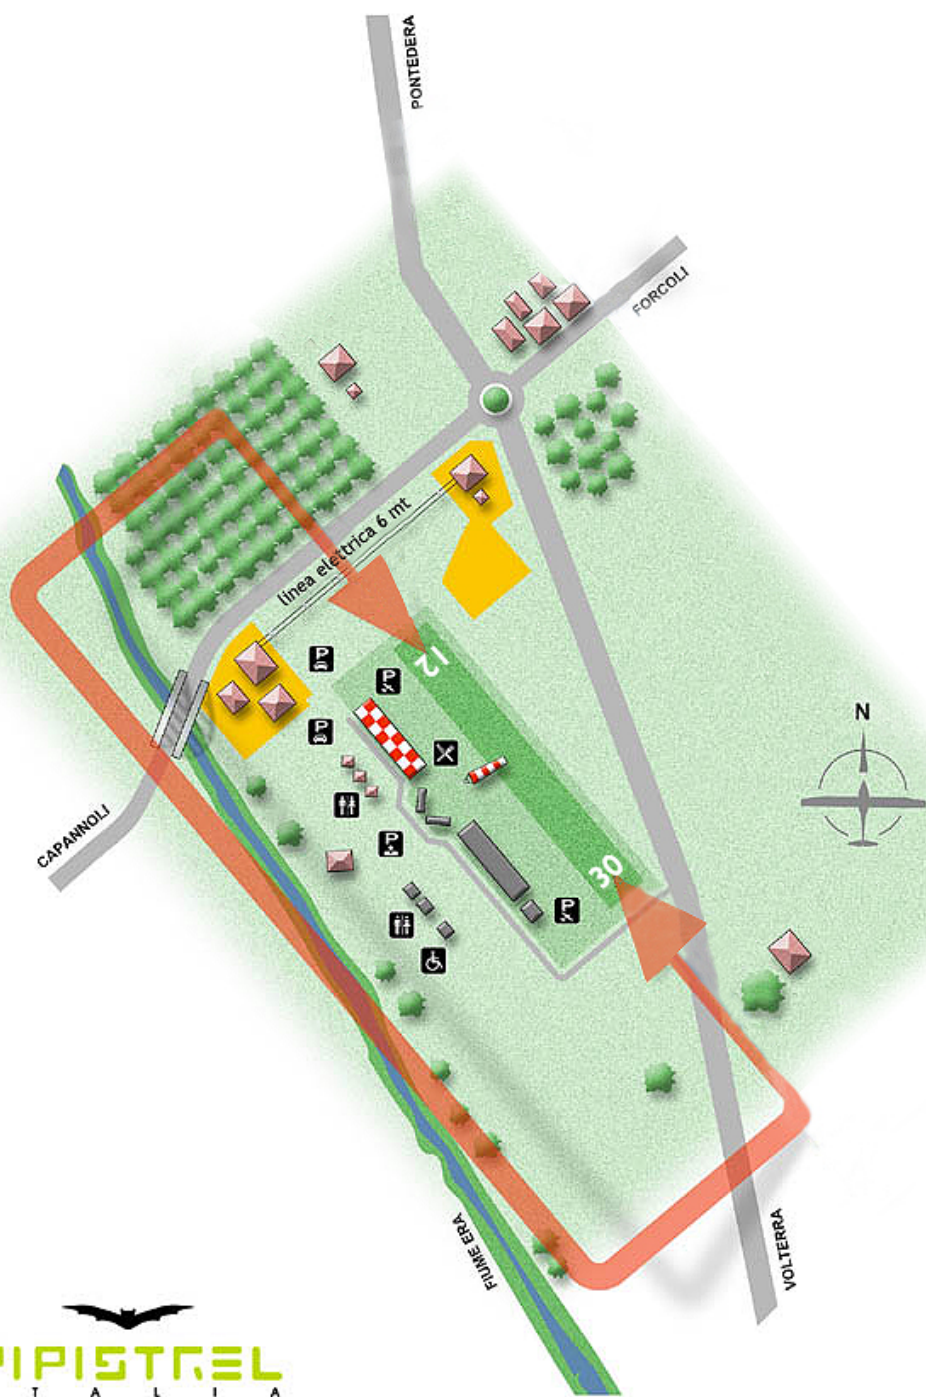 PONTEDERA
FORCOLI
linea elettrica 6 mt
12
P
P
P
CAPANNOLI
P
30
P
N
FIUME ERA
VOLTERRA
PIPISTREL
I T A L I A